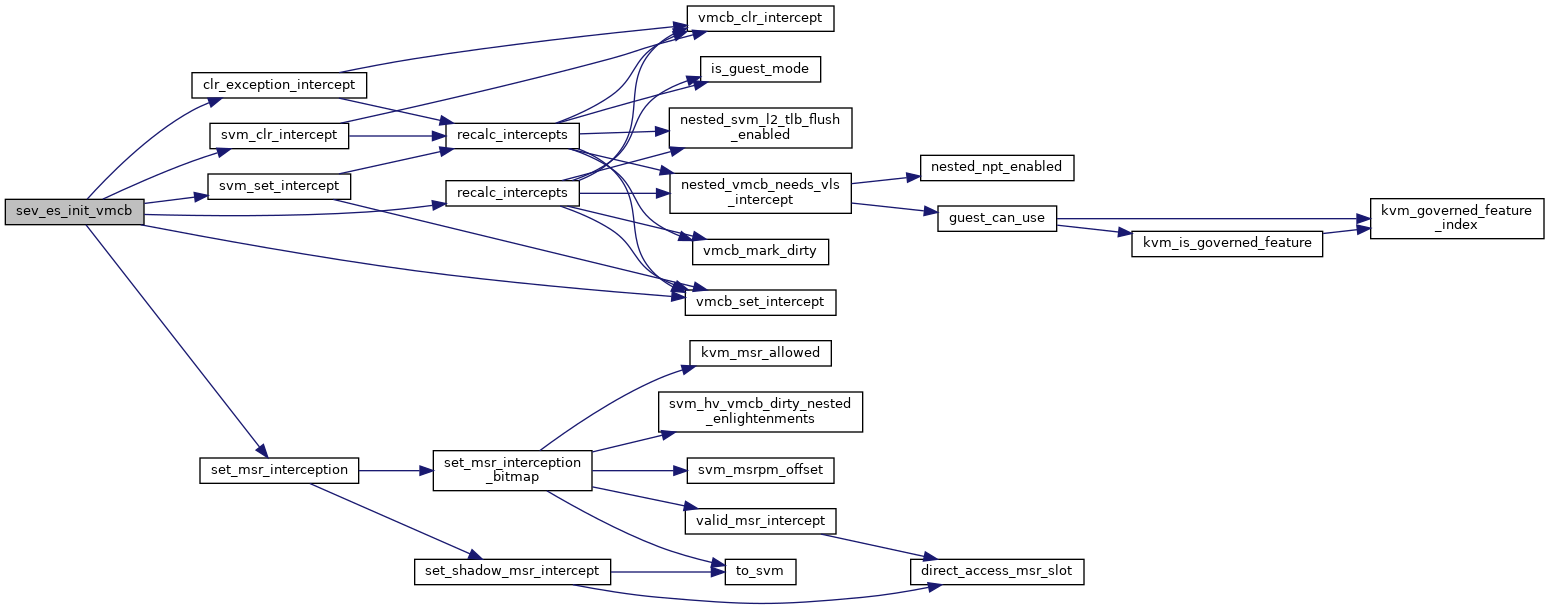 sev_es_init_vmcb
clr_exception_intercept
svm_clr_intercept
svm_set_intercept
set_msr_interception
recalc_intercepts
recalc_intercepts
set_msr_interception
_bitmap
set_shadow_msr_intercept
vmcb_clr_intercept
is_guest_mode
nested_svm_l2_tlb_flush
_enabled
nested_vmcb_needs_vls
_intercept
vmcb_mark_dirty
vmcb_set_intercept
kvm_msr_allowed
svm_hv_vmcb_dirty_nested
_enlightenments
svm_msrpm_offset
valid_msr_intercept
to_svm
nested_npt_enabled
guest_can_use
direct_access_msr_slot
kvm_is_governed_feature
kvm_governed_feature
_index